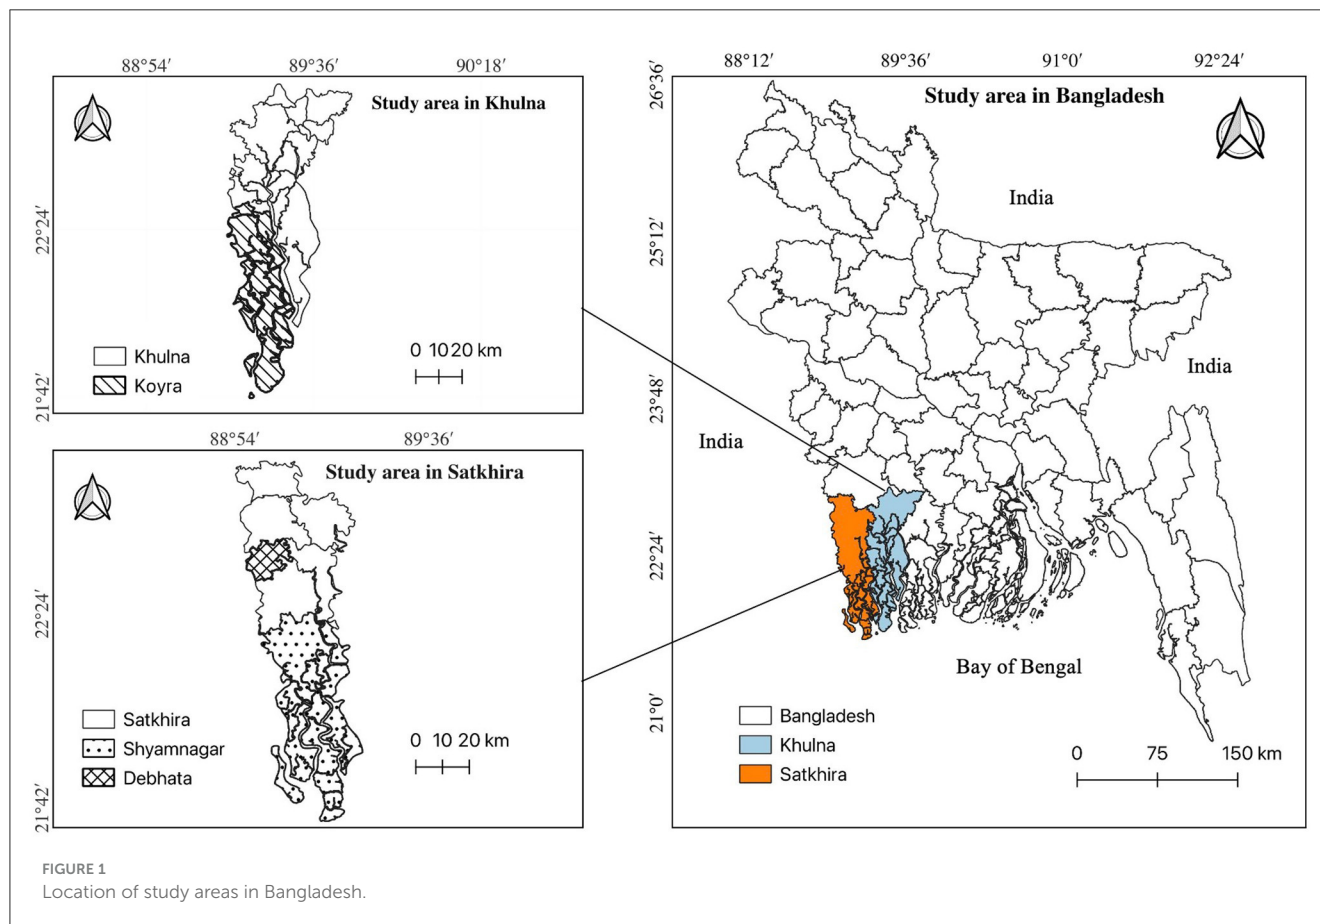 88°54′ 89°36′ 90°18′
Study area in Khulna
22°24′
21°42′
Khulna
Koyra
0 10 20 km
88°54′ 89°36′
Study area in Satkhira
22°24′
21°42′
Satkhira
Shyamnagar
Debhata
0 10 20 km
88°12′ 89°36′ 91°0′ 92°24′
Study area in Bangladesh
26°36′
25°12′
23°48′
22°24′
21°0′
India
India
India
Bay of Bengal
Bangladesh
Khulna
Satkhira
0 75 150 km
FIGURE 1
Location of study areas in Bangladesh.